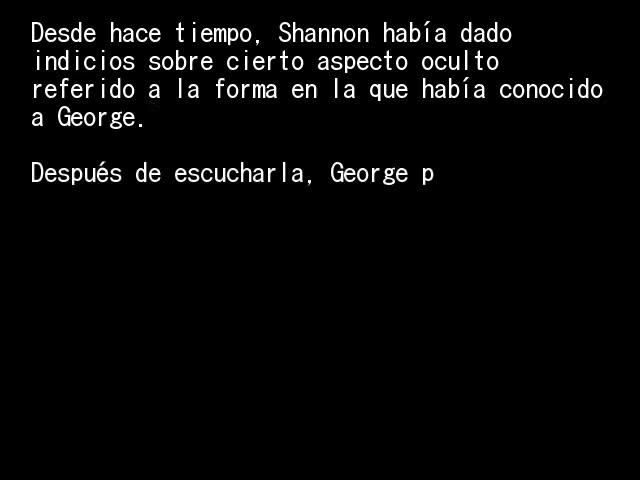 Desde hace tiempo, Shannon había dado
indicios sobre cierto aspecto oculto
referido a la forma en la que había conocido
a George.
Después de escucharla, George p